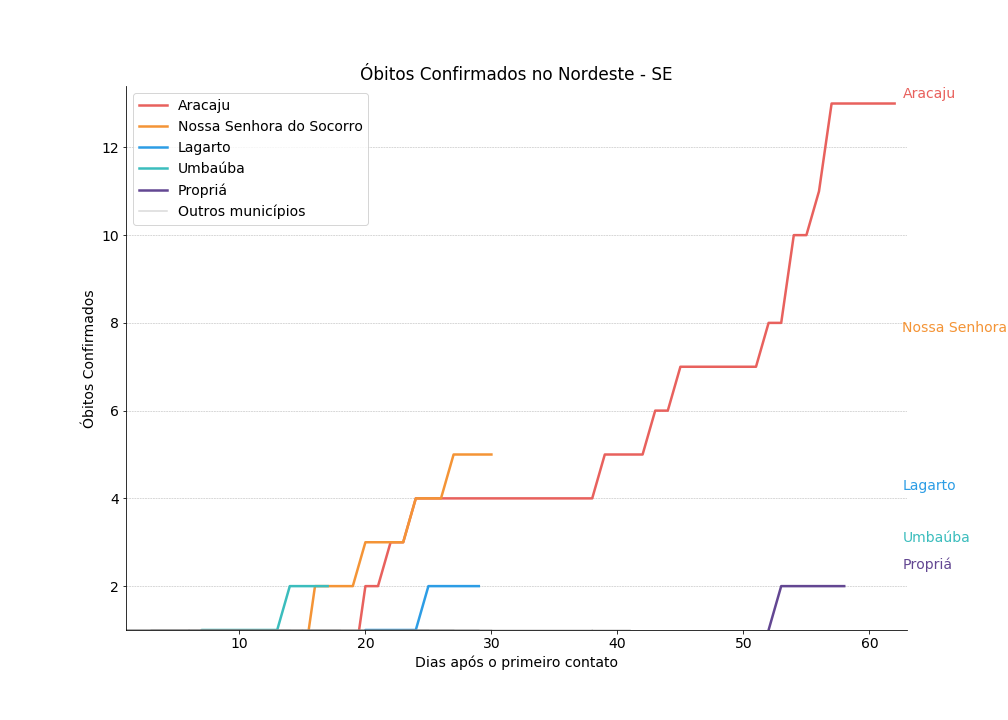 Óbitos Confirmados no Nordeste - SE
Aracaju
Nossa Senhora do Socorro
Lagarto
Umbaúba
Propriá
Outros municípios
Aracaju
Nossa Senhora
Lagarto
Umbaúba
Propriá
Óbitos Confirmados
12
10
8
6
4
2
10 20 30 40 50 60
Dias após o primeiro contato